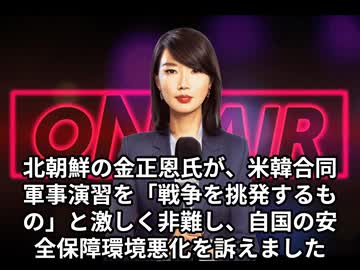 ON AIR
北朝鮮の金正恩氏が、米韓合同
軍事演習を「戦争を挑発するも
の」と激しく非難し、自国の安
全保障環境悪化を訴えました